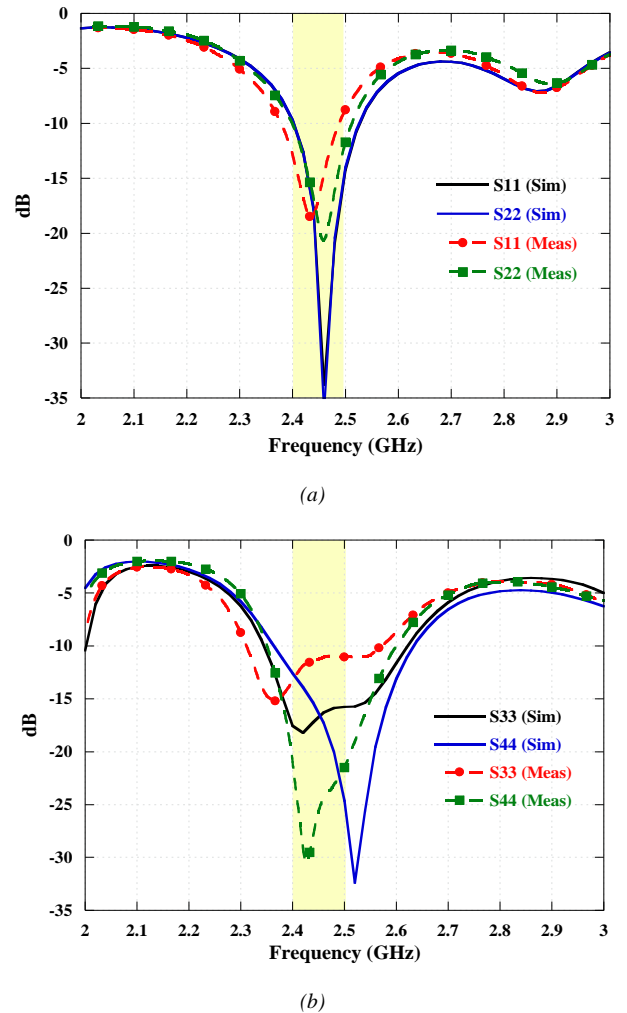 0
-5
-10
-15
-20
-25
-30
-35
dB
S11 (Sim)
S22 (Sim)
S11 (Meas)
S22 (Meas)
2 2.1 2.2 2.3 2.4 2.5 2.6 2.7 2.8 2.9 3
Frequency (GHz)
(a)
0
-5
-10
-15
-20
-25
-30
-35
dB
S33 (Sim)
S44 (Sim)
S33 (Meas)
S44 (Meas)
2 2.1 2.2 2.3 2.4 2.5 2.6 2.7 2.8 2.9 3
Frequency (GHz)
(b)